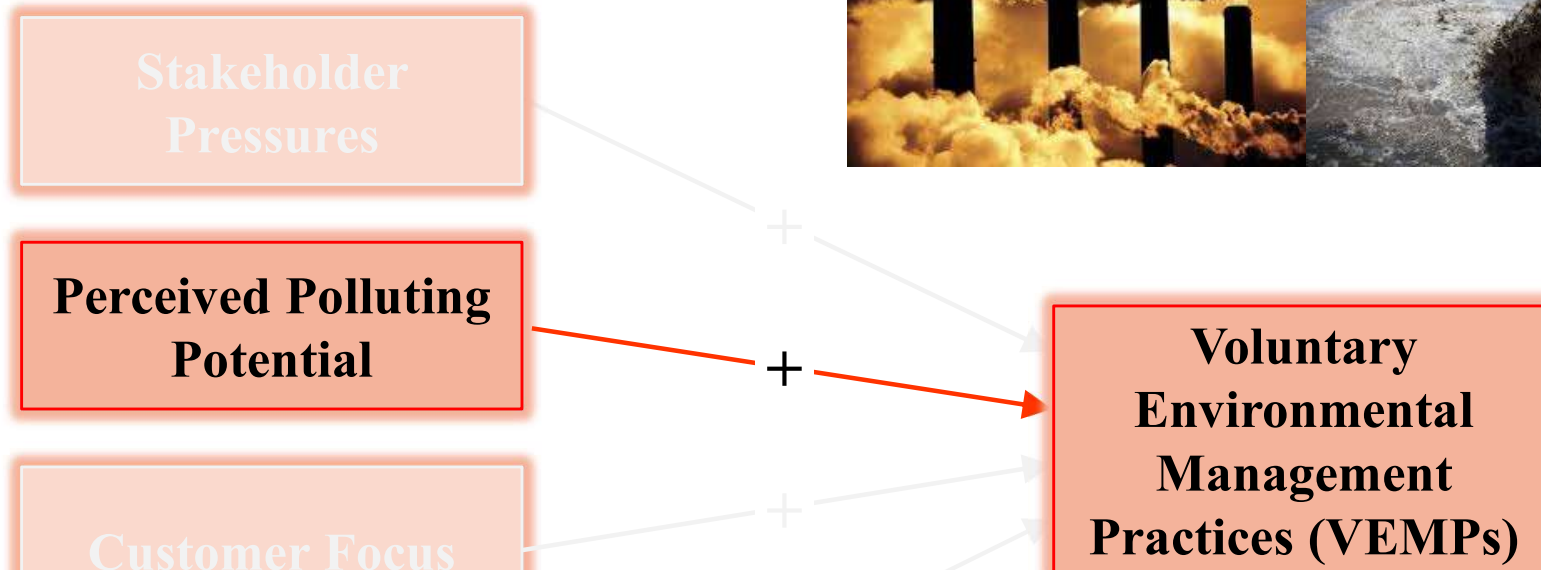 Stakeholder
Pressures
+
Perceived Polluting
Potential
+
Voluntary
Environmental
Management
Practices (VEMPs)
+
Customer Focus